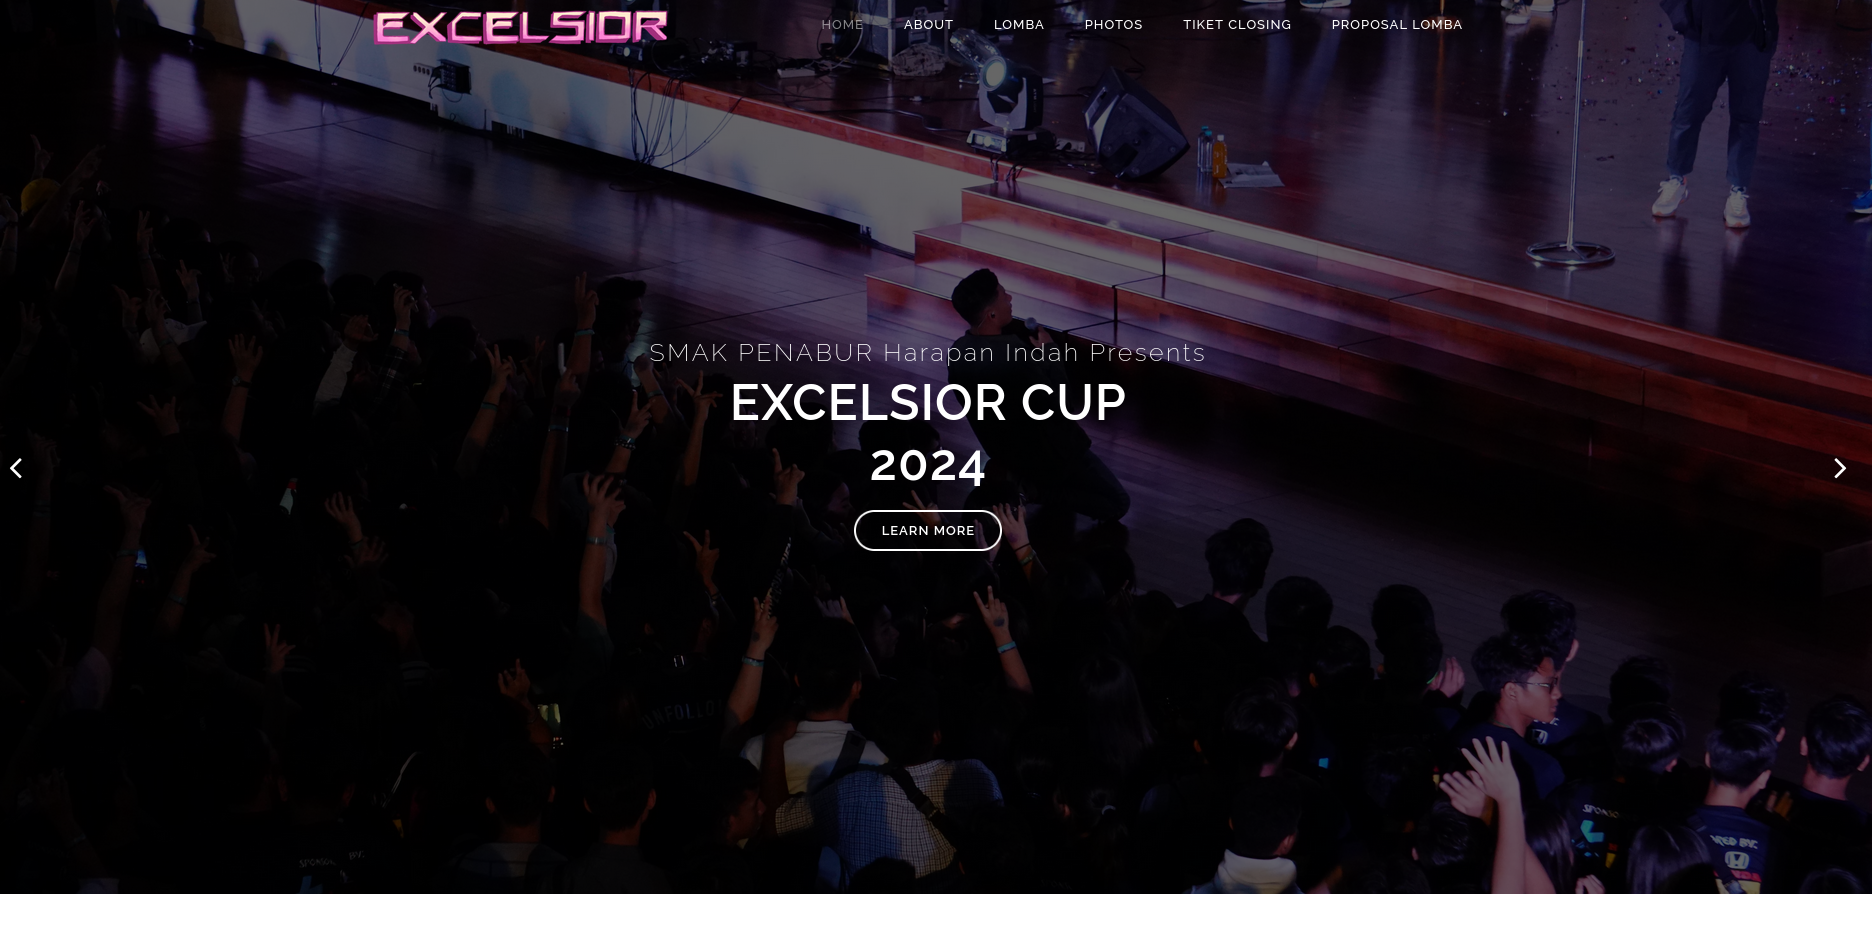 EXCELSIOR
HOME ABOUT LOMBA PHOTOS TIKET CLOSING PROPOSAL LOMBA
SMAK PENABUR Harapan Indah Presents
EXCELSIOR CUP
2024
LEARN MORE